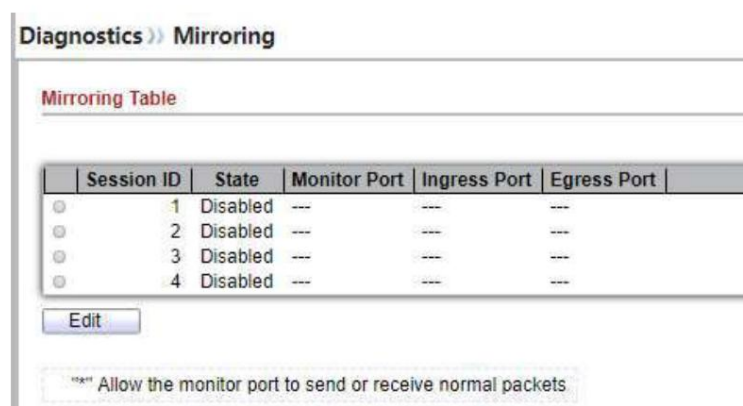 Diagnostics » Mirroring
Mirroring Table
Session ID State Monitor Port Ingress Port Egress Port
1 Disabled --- --- ---
2 Disabled --- --- ---
3 Disabled --- --- ---
4 Disabled --- --- ---
Edit
"*" Allow the monitor port to send or receive normal packets